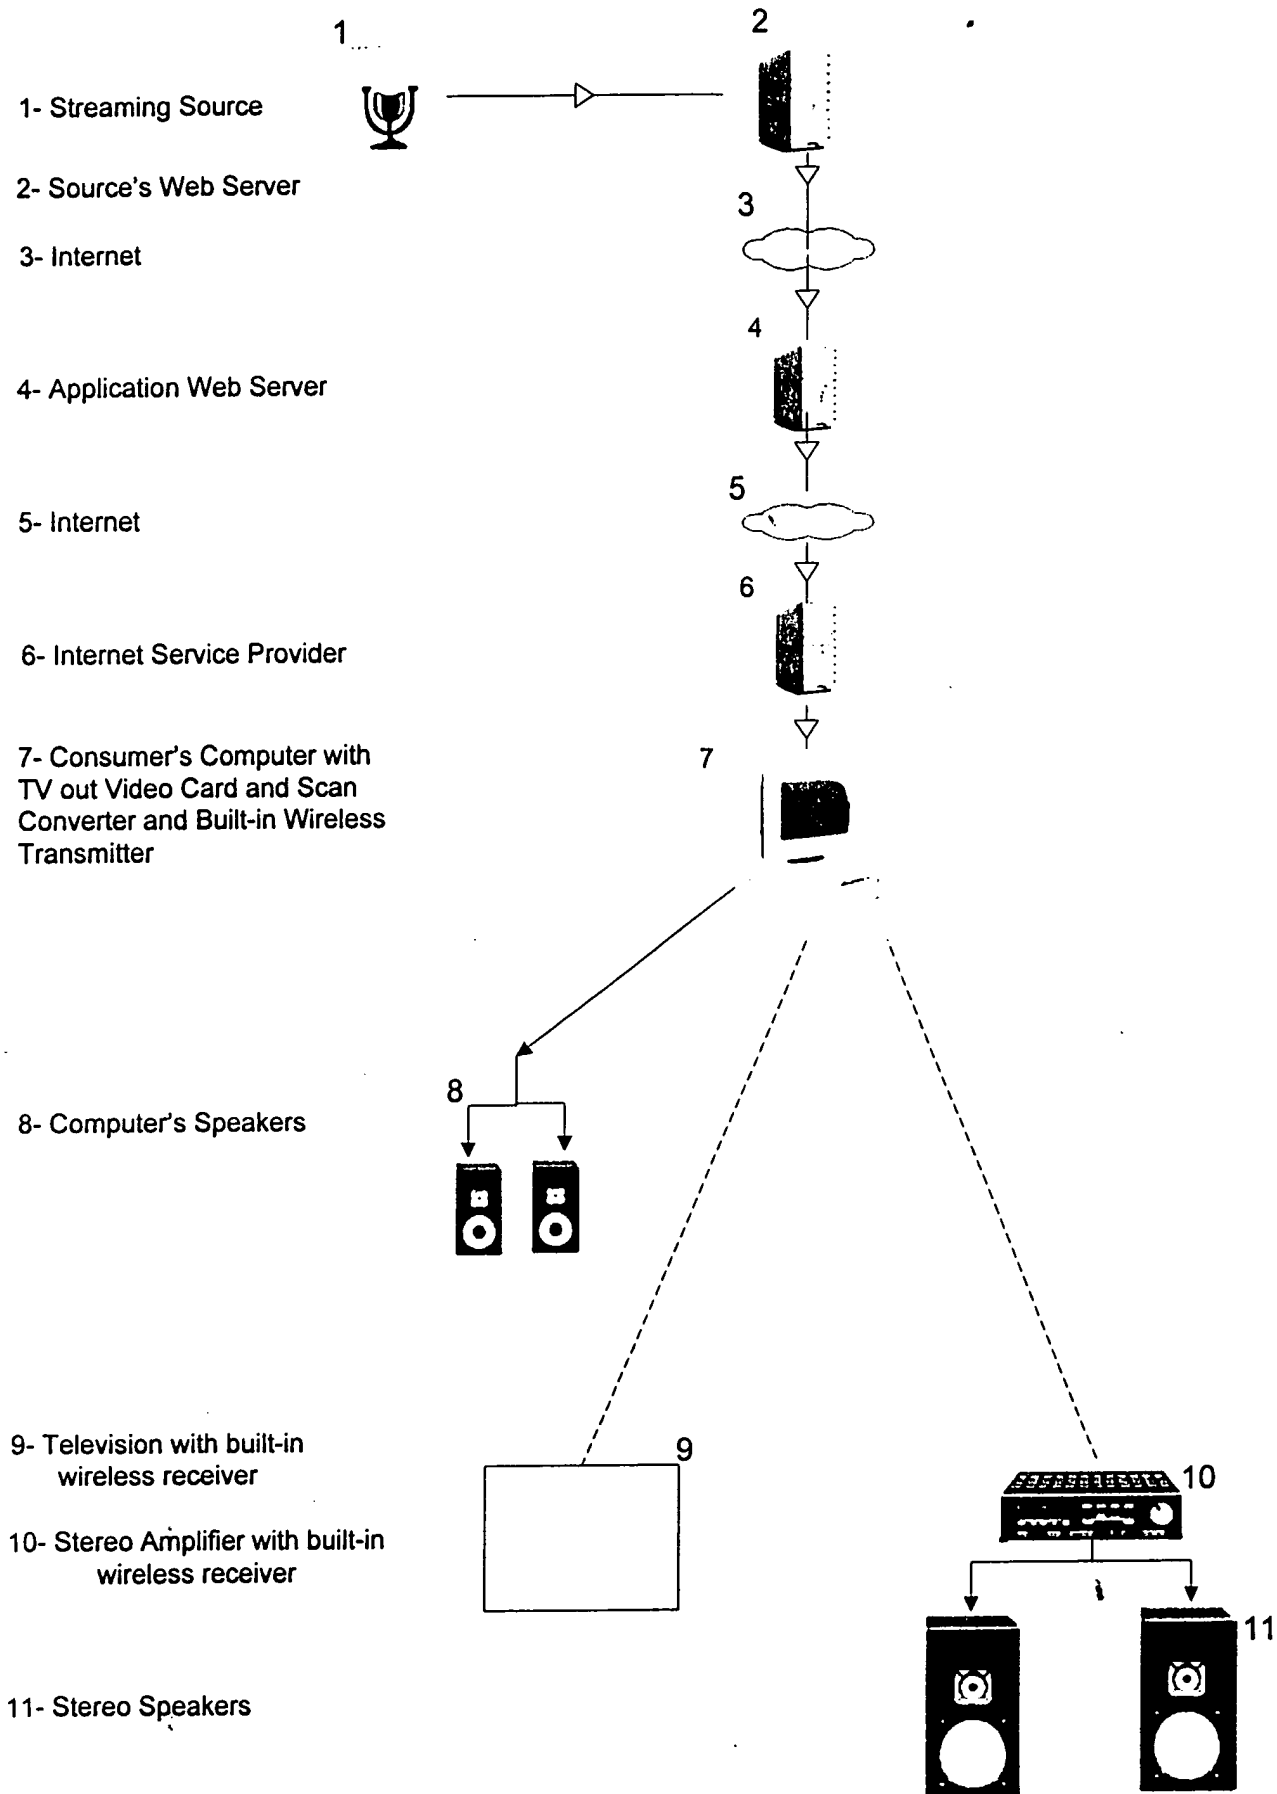 1
2
1- Streaming Source
2- Source's Web Server
3
3- Internet
4
4- Application Web Server
5
5- Internet
6
6- Internet Service Provider
7- Consumer's Computer with
TV out Video Card and Scan
Converter and Built-in Wireless
Transmitter
7
8
8- Computer's Speakers
9- Television with built-in
wireless receiver
9
10
10- Stereo Amplifier with built-in
wireless receiver
11
11- Stereo Speakers